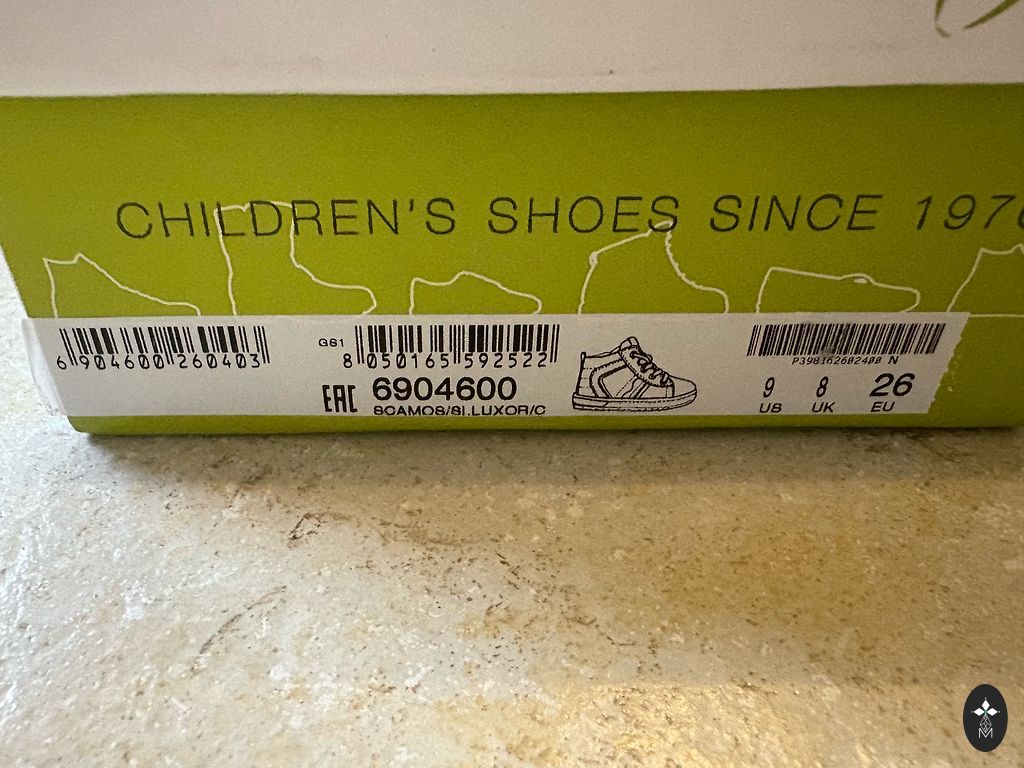 CHILDREN'S SHOES SINCE 197
6 904600 260403
GS1
8 050165 592522
EAC 6904600
SCAMOS/SI.LUXOR/C
P398162602400 N
9 8 26
US UK EU
M